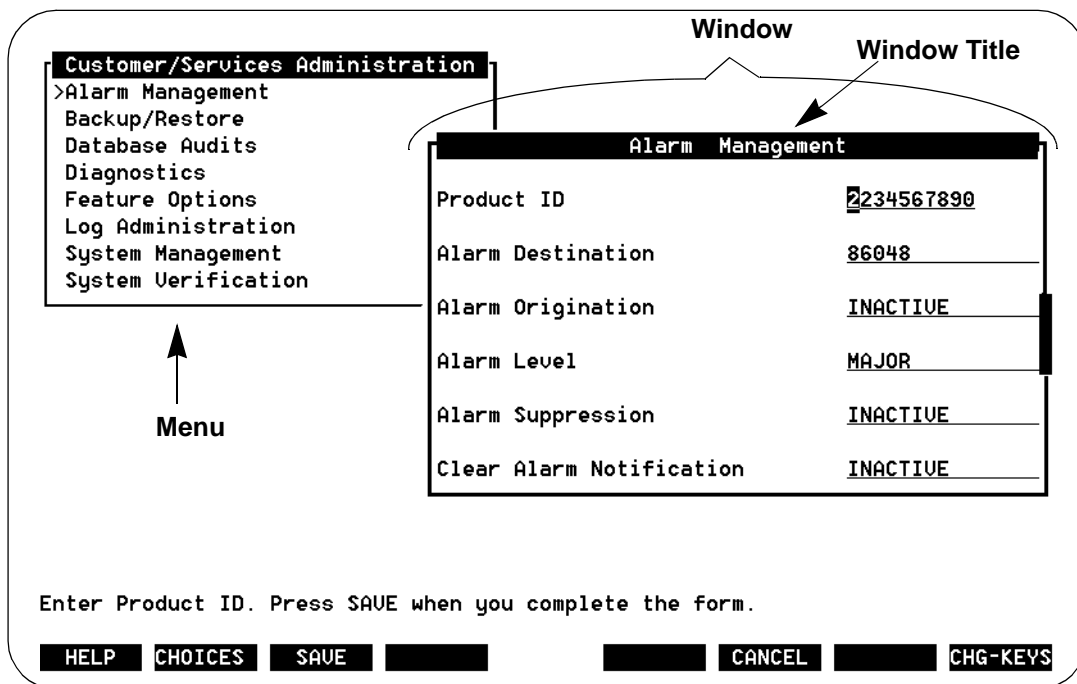 Window
Window Title
Customer/Services Administration
>Alarm Management
Backup/Restore
Database Audits
Diagnostics
Feature Options
Log Administration
System Management
System Verification
Menu
Alarm Management
Product ID 2234567890
Alarm Destination 86048
Alarm Origination INACTIVE
Alarm Level MAJOR
Alarm Suppression INACTIVE
Clear Alarm Notification INACTIVE
Enter Product ID. Press SAVE when you complete the form.
HELP CHOICES SAVE CANCEL CHG-KEYS